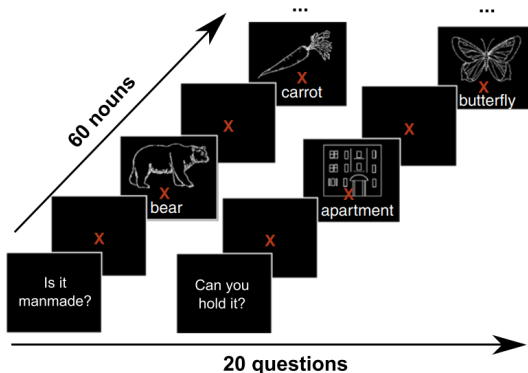 ...
...
carrot
butterfly
60 nouns
X
X
X
X
bear
X
apartment
X
X
X
Is it
manmade?
Can you
hold it?
20 questions